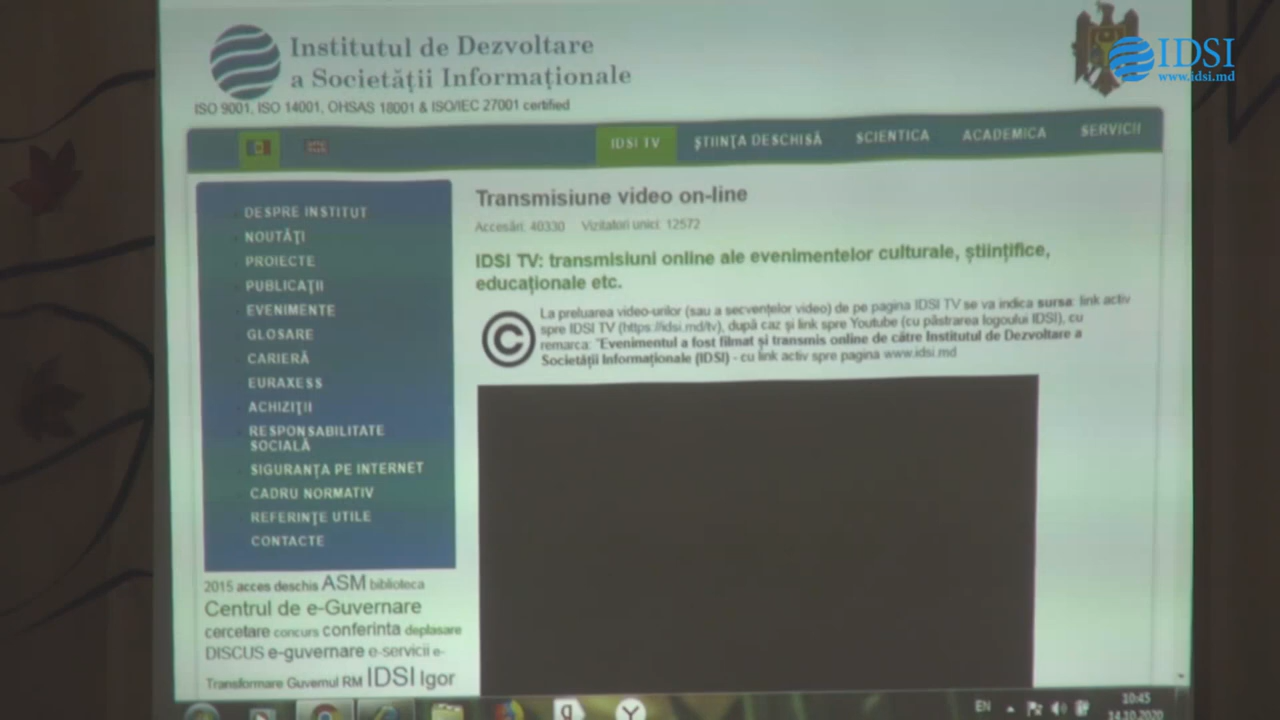 Institutul de Dezvoltare
a Societății Informaționale
ISO 9001, ISO 14001, OHSAS 18001 & ISO/IEC 27001 certified
IDSI
www.idsi.md
IDSI TV ŞTIINŢA DESCHISĂ SCIENTICA ACADEMICA SERVICII
DESPRE INSTITUT
NOUTĂŢI
PROIECTE
PUBLICAŢII
EVENIMENTE
GLOSARE
CARIERĂ
EURAXESS
ACHIZIŢII
RESPONSABILITATE
SOCIALĂ
SIGURANŢA PE INTERNET
CADRU NORMATIV
REFERINŢE UTILE
CONTACTE
2015 acces deschis ASM biblioteca
Centrul de e-Guvernare
cercetare concurs conferinta deplasare
DISCUS e-guvernare e-servicii e-
Transformare Guvernul RM IDSI Igor
Transmisiune video on-line
Accesări: 40330 Vizitatori unici: 12572
IDSI TV: transmisiuni online ale evenimentelor culturale, științifice,
educaționale etc.
La preluarea video-urilor (sau a secvențelor video) de pe pagina IDSI TV se va indica sursa: link activ
spre IDSI TV (https://idsi.md/tv), după caz și link spre Youtube (cu păstrarea logoului IDSI), cu
remarca: "Evenimentul a fost filmat și transmis online de către Institutul de Dezvoltare a
Societății Informaționale (IDSI) - cu link activ spre pagina www.idsi.md
EN 10:45
14.10.2020